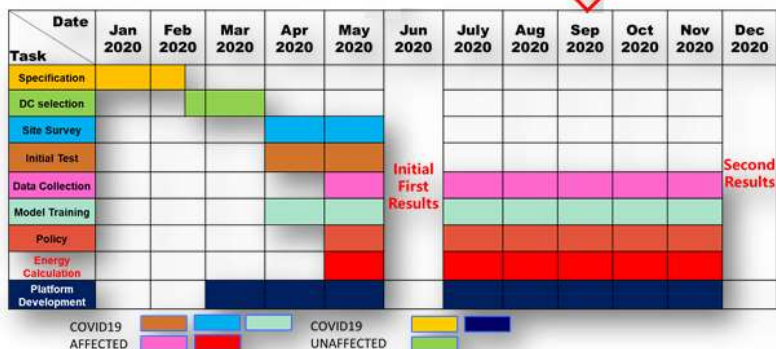 Date
Task
Jan 2020
Feb 2020
Mar 2020
Apr 2020
May 2020
Jun 2020
July 2020
Aug 2020
Sep 2020
Oct 2020
Nov 2020
Dec 2020
Specification
DC selection
Site Survey
Initial Test
Data Collection
Model Training
Policy
Energy
Calculation
Platform
Development
Initial
First
Results
Second
Results
COVID19
AFFECTED
COVID19
UNAFFECTED